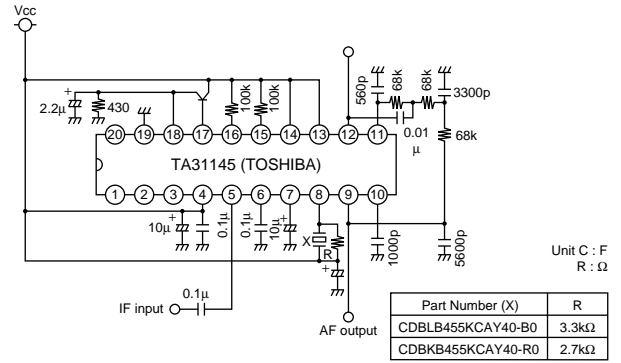 Vcc
2.2μ
+
430
100k
100k
560p
68k
68k
3300p
0.01
μ
68k
20
19
18
17
16
15
14
13
12
11
TA31145 (TOSHIBA)
1
2
3
4
5
6
7
8
9
10
10μ
+
0.1μ
0.1μ
10μ
+
X
R
+
1000p
5600p
0.1μ
IF input
AF output
Unit C : F
R : Ω
Part Number (X) R
CDBLB455KCAY40-B0 3.3kΩ
CDBKB455KCAY40-R0 2.7kΩ